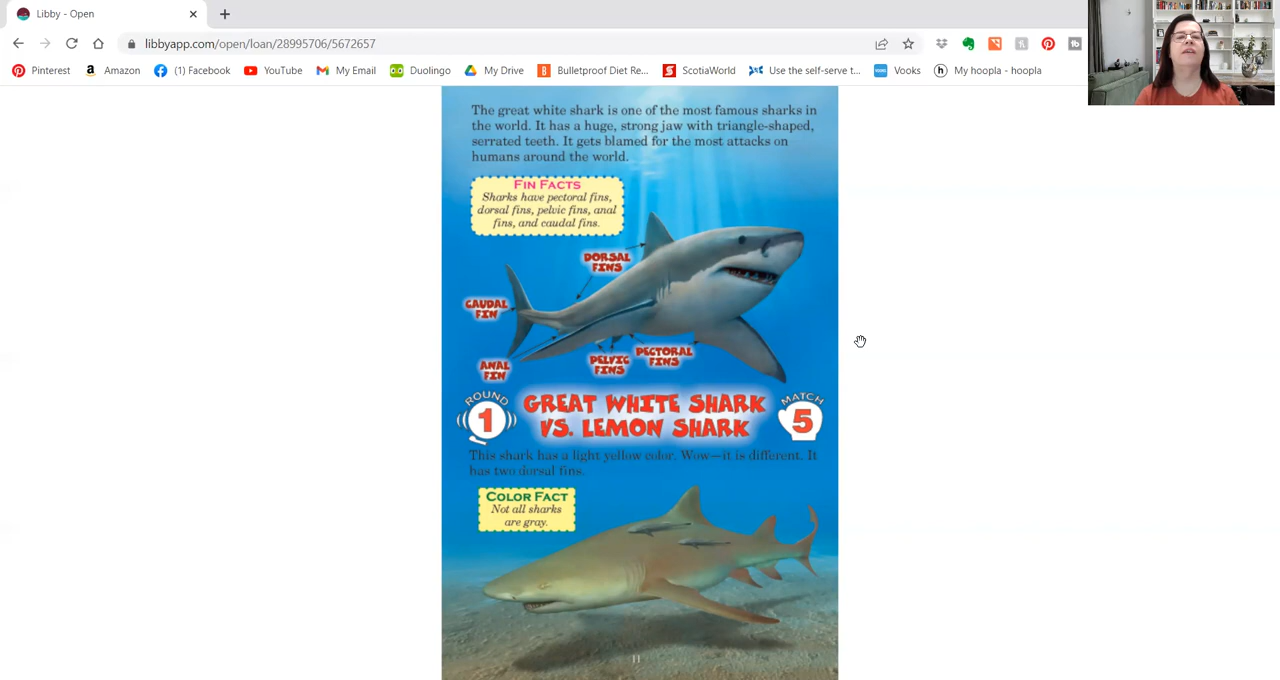 Libby - Open
libbyapp.com/open/loan/28995706/5672657
Pinterest Amazon (1) Facebook YouTube My Email Duolingo My Drive Bulletproof Diet Re... ScotiaWorld Use the self-serve t... Vooks My hoopla - hoopla
The great white shark is one of the most famous sharks in
the world. It has a huge, strong jaw with triangle-shaped,
serrated teeth. It gets blamed for the most attacks on
humans around the world.
FIN FACTS
Sharks have pectoral fins,
dorsal fins, pelvic fins, anal
fins, and caudal fins.
DORSAL
FINS
CAUDAL
FIN
ANAL
FIN
PELVIC
FINS
PECTORAL
FINS
ROUND
1
GREAT WHITE SHARK
VS. LEMON SHARK
MATCH
5
This shark has a light yellow color. Wow—it is different. It
has two dorsal fins.
COLOR FACT
Not all sharks
are gray.
11